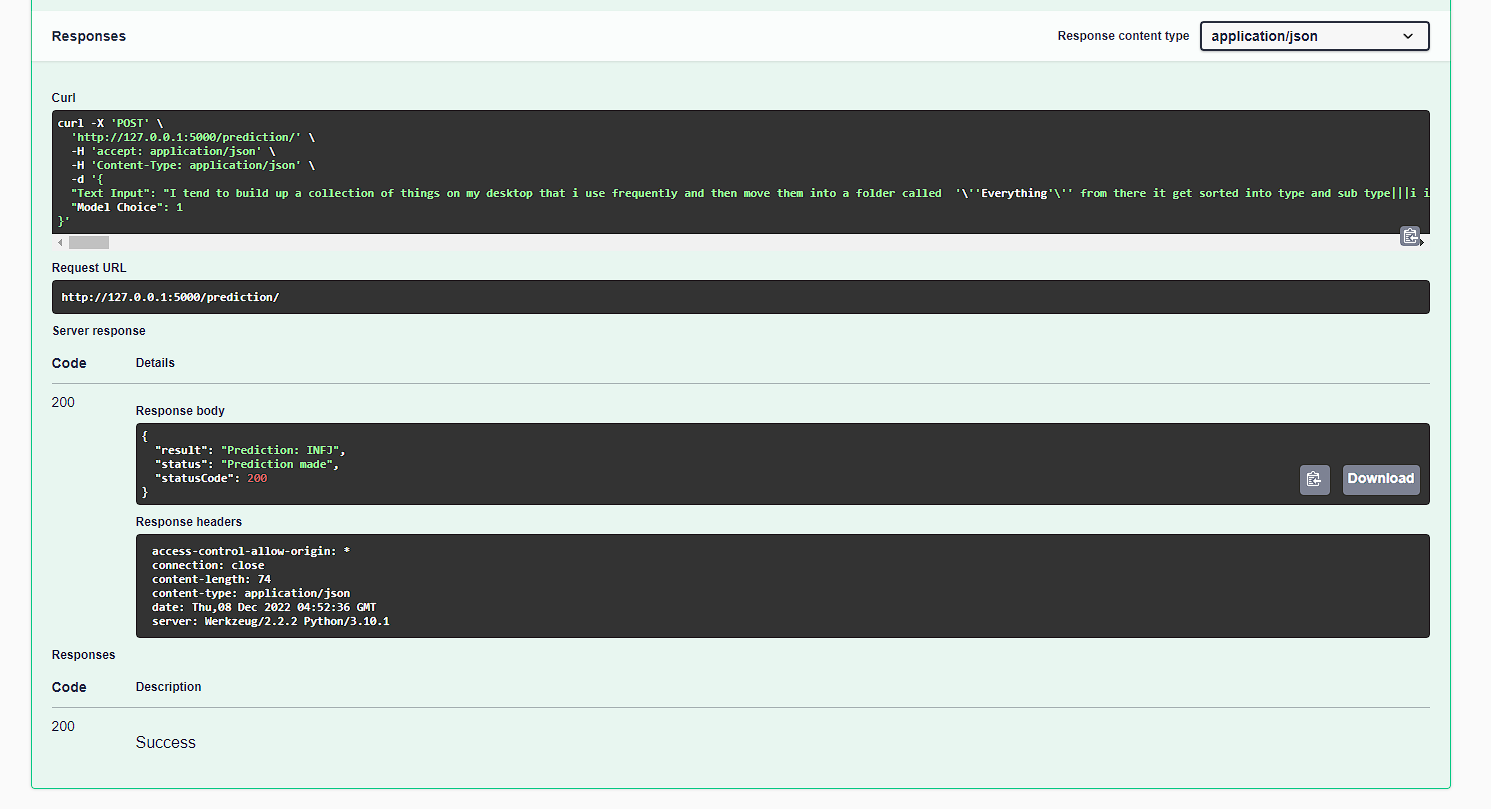 Responses
Response content type
application/json
Curl
curl -X 'POST' \
  'http://127.0.0.1:5000/prediction/' \
  -H 'accept: application/json' \
  -H 'Content-Type: application/json' \
  -d '{
  "Text Input": "I tend to build up a collection of things on my desktop that i use frequently and then move them into a folder called  '\''Everything'\'' from there it get sorted into type and sub type|||i i
  "Model Choice": 1
}'
Request URL
http://127.0.0.1:5000/prediction/
Server response
Code Details
200
Response body
{
  "result": "Prediction: INFJ",
  "status": "Prediction made",
  "statusCode": 200
}
Download
Response headers
access-control-allow-origin: *
connection: close
content-length: 74
content-type: application/json
date: Thu,08 Dec 2022 04:52:36 GMT
server: Werkzeug/2.2.2 Python/3.10.1
Responses
Code Description
200
Success